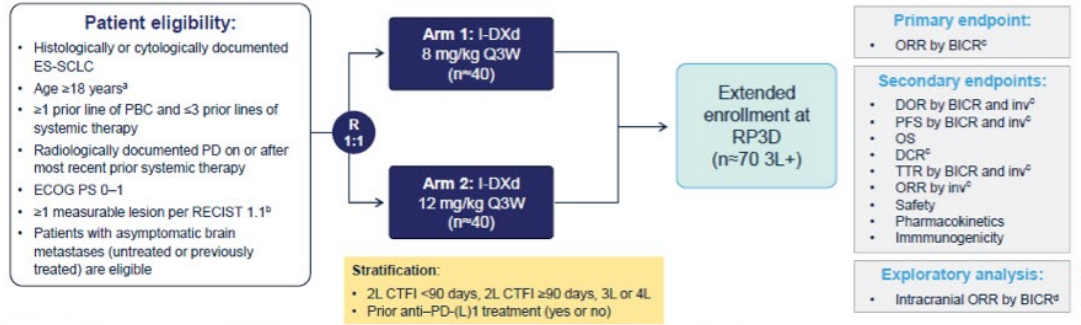 Patient eligibility:
• Histologically or cytologically documented
ES-SCLC
• Age ≥18 yearsᵃ
• ≥1 prior line of PBC and ≤3 prior lines of
systemic therapy
• Radiologically documented PD on or after
most recent prior systemic therapy
• ECOG PS 0–1
• ≥1 measurable lesion per RECIST 1.1ᵇ
• Patients with asymptomatic brain
metastases (untreated or previously
treated) are eligible
R
1:1
Arm 1: I-DXd
8 mg/kg Q3W
(n≈40)
Arm 2: I-DXd
12 mg/kg Q3W
(n≈40)
Stratification:
• 2L CTFI <90 days, 2L CTFI ≥90 days, 3L or 4L
• Prior anti–PD-(L)1 treatment (yes or no)
Extended
enrollment at
RP3D
(n≈70 3L+)
Primary endpoint:
• ORR by BICRᶜ
Secondary endpoints:
• DOR by BICR and invᶜ
• PFS by BICR and invᶜ
• OS
• DCRᶜ
• TTR by BICR and invᶜ
• ORR by invᶜ
• Safety
• Pharmacokinetics
• Immmunogenicity
Exploratory analysis:
• Intracranial ORR by BICRᵈ